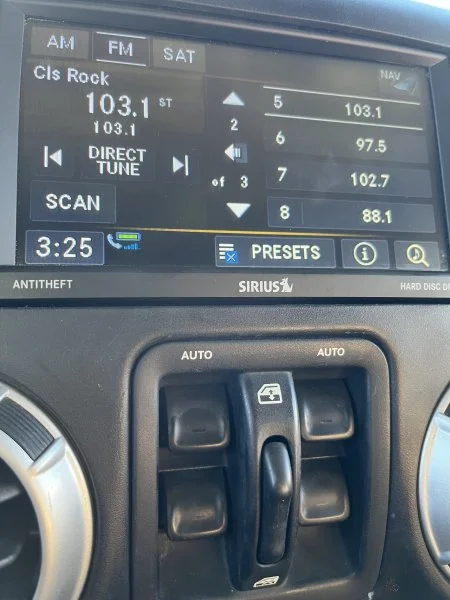 AM FM SAT
NAV
Cls Rock
103.1 ST
103.1
DIRECT
TUNE
SCAN
2
of 3
5 103.1
6 97.5
7 102.7
8 88.1
3:25
PRESETS
i
ANTITHEFT
SIRIUS
HARD DISC
AUTO
AUTO